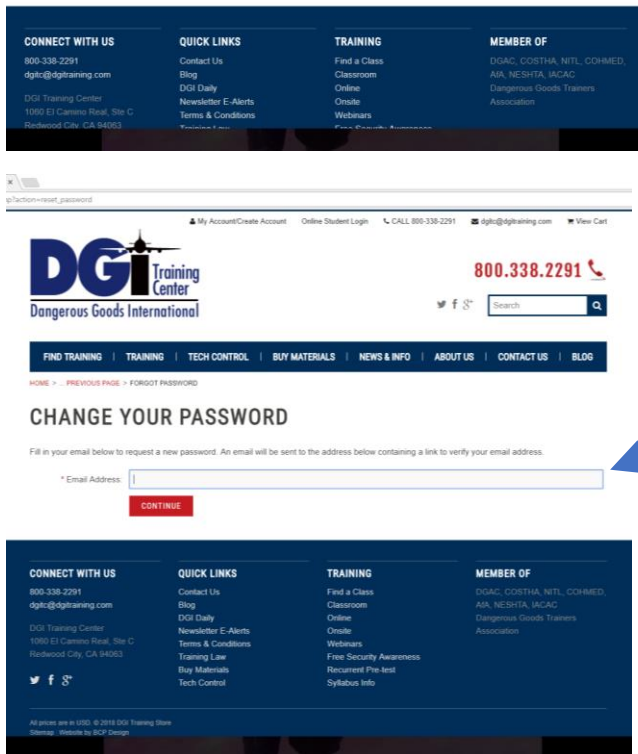 CONNECT WITH US
800-338-2291
dgitc@dgitraining.com
DGI Training Center
1060 El Camino Real, Ste C
Redwood City, CA 94063
QUICK LINKS
Contact Us
Blog
DGI Daily
Newsletter E-Alerts
Terms & Conditions
Training Law
TRAINING
Find a Class
Classroom
Online
Onsite
Webinars
Free Security Awareness
MEMBER OF
DGAC, COSTHA, NITL, COHMED,
AIA, NESHTA, IACAC
Dangerous Goods Trainers
Association
p?action=reset_password
My Account/Create Account Online Student Login CALL 800-338-2291 dgitc@dgitraining.com View Cart
DGI Training
Center
Dangerous Goods International
800.338.2291
Search
FIND TRAINING | TRAINING | TECH CONTROL | BUY MATERIALS | NEWS & INFO | ABOUT US | CONTACT US | BLOG
HOME > ... PREVIOUS PAGE > FORGOT PASSWORD
CHANGE YOUR PASSWORD
Fill in your email below to request a new password. An email will be sent to the address below containing a link to verify your email address.
* Email Address:
CONTINUE
CONNECT WITH US
800-338-2291
dgitc@dgitraining.com
DGI Training Center
1060 El Camino Real, Ste C
Redwood City, CA 94063
QUICK LINKS
Contact Us
Blog
DGI Daily
Newsletter E-Alerts
Terms & Conditions
Training Law
Buy Materials
Tech Control
TRAINING
Find a Class
Classroom
Online
Onsite
Webinars
Free Security Awareness
Recurrent Pre-test
Syllabus Info
MEMBER OF
DGAC, COSTHA, NITL, COHMED,
AIA, NESHTA, IACAC
Dangerous Goods Trainers
Association
All prices are in USD. © 2018 DGI Training Store
Sitemap | Website by BCP Design